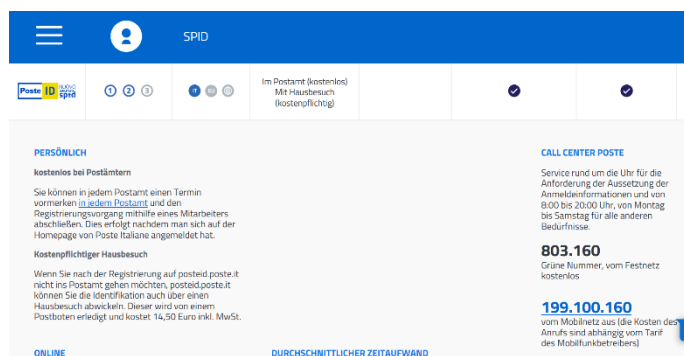 SPID
Poste ID NUOVO
spid
1 2 3
IT EU @
Im Postamt (kostenlos)
Mit Hausbesuch
(kostenpflichtig)
PERSÖNLICH
kostenlos bei Postämtern
Sie können in jedem Postamt einen Termin
vormerken in jedem Postamt und den
Registrierungsvorgang mithilfe eines Mitarbeiters
abschließen. Dies erfolgt nachdem man sich auf der
Homepage von Poste Italiane angemeldet hat.
Kostenpflichtiger Hausbesuch
Wenn Sie nach der Registrierung auf posteid.poste.it
nicht ins Postamt gehen möchten, posteid.poste.it
können Sie die Identifikation auch über einen
Hausbesuch abwickeln. Dieser wird von einem
Postboten erledigt und kostet 14,50 Euro inkl. MwSt.
ONLINE
DURCHSCHNITTLICHER ZEITAUFWAND
CALL CENTER POSTE
Service rund um die Uhr für die
Anforderung der Aussetzung der
Anmeldeinformationen und von
8:00 bis 20:00 Uhr, von Montag
bis Samstag für alle anderen
Bedürfnisse.
803.160
Grüne Nummer, vom Festnetz
kostenlos
199.100.160
vom Mobilnetz aus (die Kosten des
Anrufs sind abhängig vom Tarif
des Mobilfunkbetreibers)